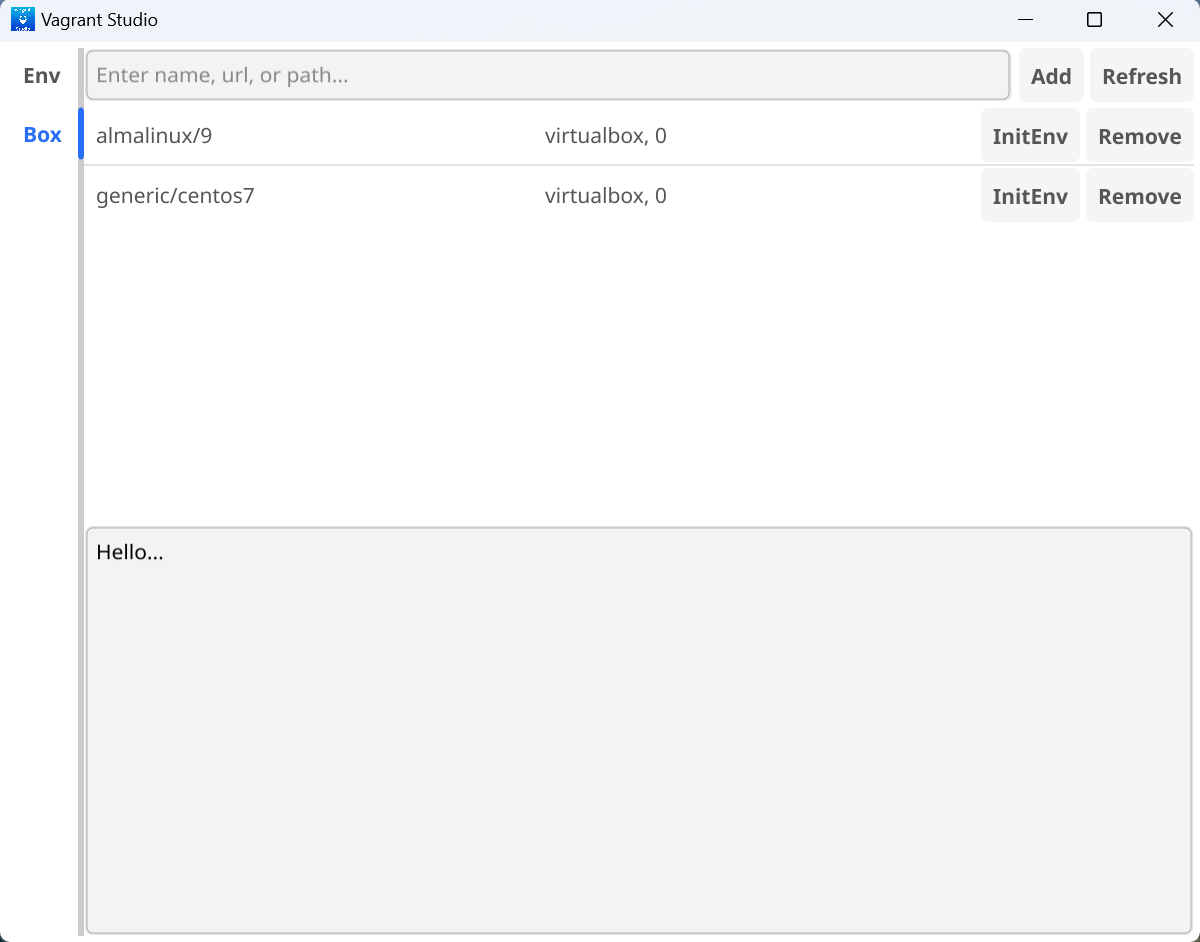 Vagrant Studio
Env
Enter name, url, or path...
Add
Refresh
Box
almalinux/9
virtualbox, 0
InitEnv
Remove
generic/centos7
virtualbox, 0
InitEnv
Remove
Hello...